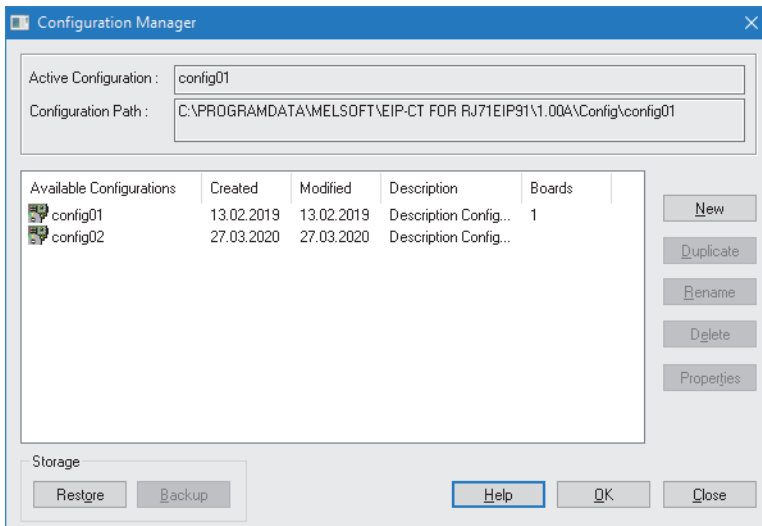 Configuration Manager
Active Configuration : config01
Configuration Path : C:\PROGRAMDATA\MELSOFT\EIP-CT FOR RJ71EIP91\1.00A\Config\config01
Available Configurations Created Modified Description Boards
config01 13.02.2019 13.02.2019 Description Config... 1
config02 27.03.2020 27.03.2020 Description Config...
New
Duplicate
Rename
Delete
Properties
Storage
Restore Backup Help OK Close